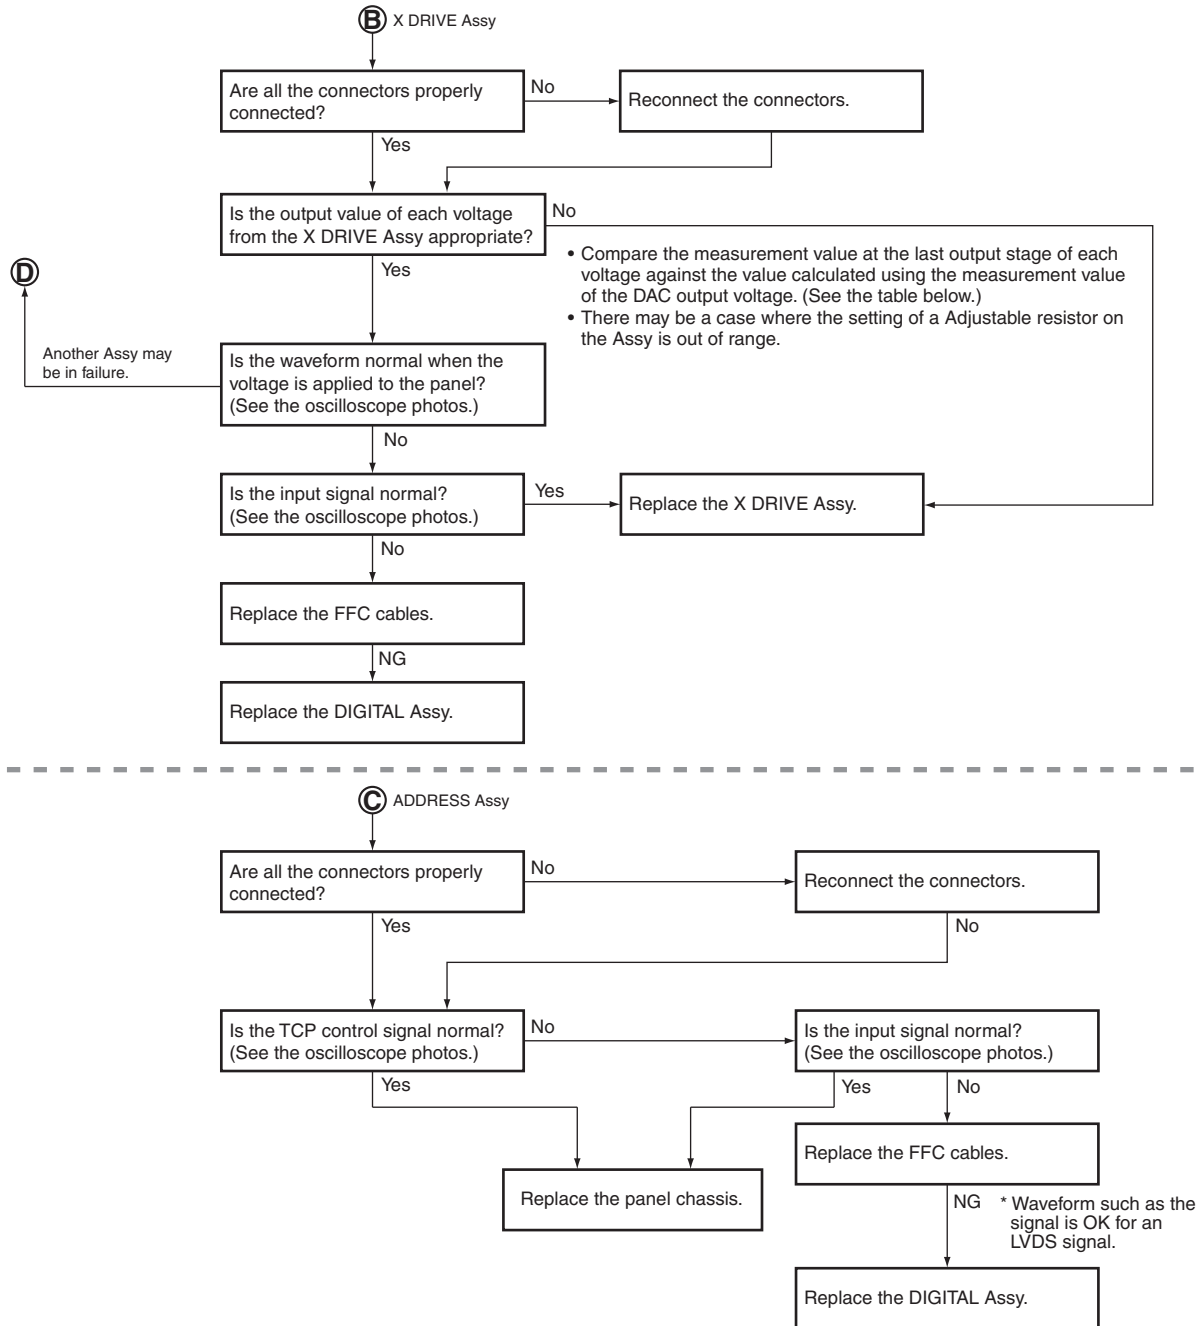 B X DRIVE Assy
Are all the connectors properly
connected?
No
Reconnect the connectors.
Yes
Is the output value of each voltage
from the X DRIVE Assy appropriate?
No
• Compare the measurement value at the last output stage of each
voltage against the value calculated using the measurement value
of the DAC output voltage. (See the table below.)
• There may be a case where the setting of a Adjustable resistor on
the Assy is out of range.
Yes
D
Another Assy may
be in failure.
Is the waveform normal when the
voltage is applied to the panel?
(See the oscilloscope photos.)
No
Is the input signal normal?
(See the oscilloscope photos.)
Yes
Replace the X DRIVE Assy.
No
Replace the FFC cables.
NG
Replace the DIGITAL Assy.
C ADDRESS Assy
Are all the connectors properly
connected?
No
Reconnect the connectors.
Yes
No
Is the TCP control signal normal?
(See the oscilloscope photos.)
No
Is the input signal normal?
(See the oscilloscope photos.)
Yes
Yes
No
Replace the panel chassis.
Replace the FFC cables.
NG
* Waveform such as the
signal is OK for an
LVDS signal.
Replace the DIGITAL Assy.